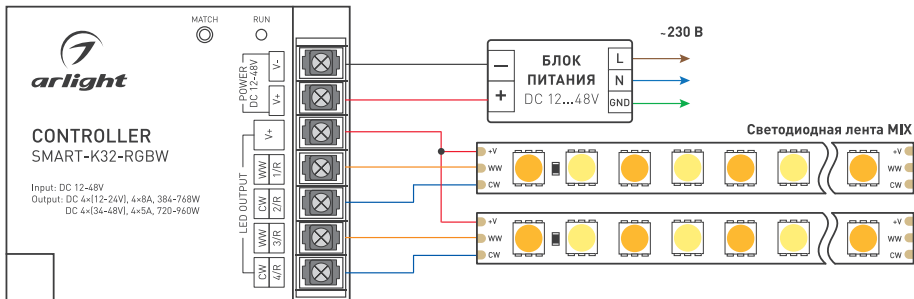 MATCH
RUN
arlight
CONTROLLER
SMART-K32-RGBW
Input: DC 12-48V
Output: DC 4×(12-24V), 4×8A, 384-768W
DC 4×(34-48V), 4×5A, 720-960W
POWER
DC 12-48V
V-
V+
LED OUTPUT
V+
WW 1/R
CW 2/R
WW 3/R
CW 4/R
БЛОК
ПИТАНИЯ
DC 12...48V
–
+
L
N
GND
~230 В
Светодиодная лента MIX
+V
WW
CW
+V
WW
CW
+V
WW
CW
+V
WW
CW